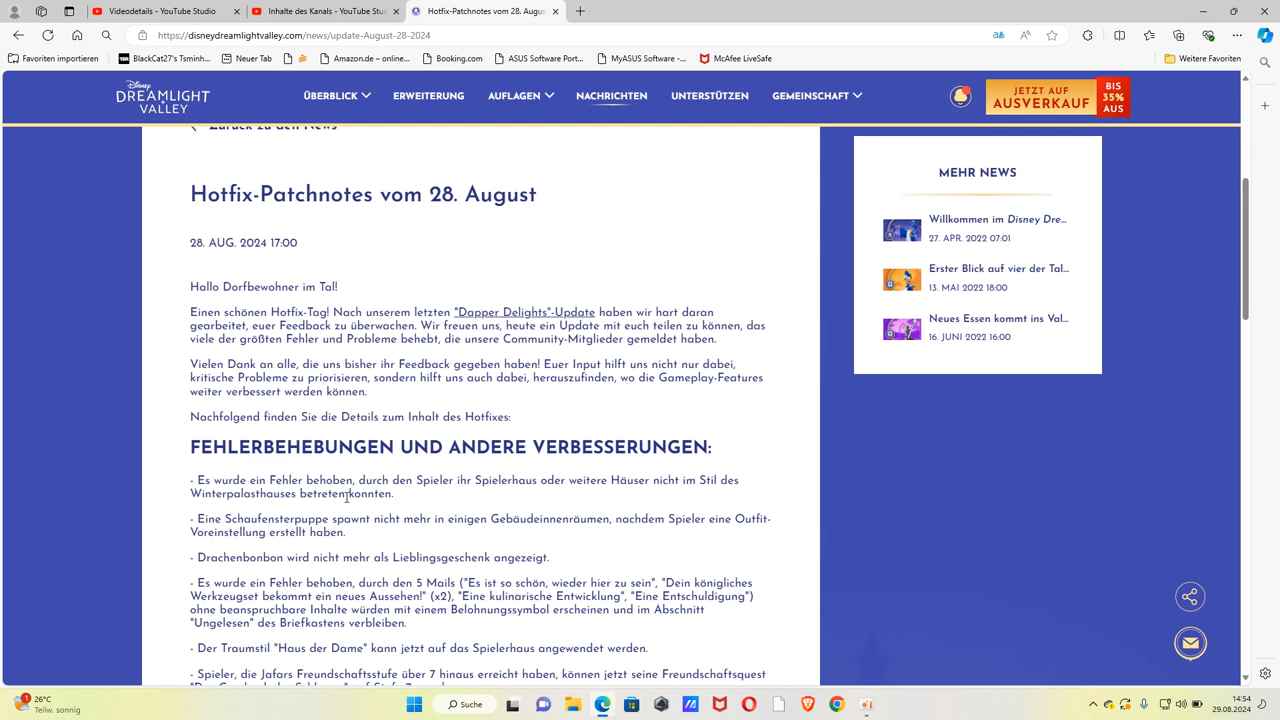 Videodetails - YouTube Stud
Inhalte des Kanals - YouTube Stu
Hotfix-Patchnotes vom 28. Augus
https://disneydreamlightvalley.com/news/update-August-28-2024
Favoriten importieren
BlackCat27's Tsminh...
Neuer Tab
Amazon.de – online...
Booking.com
ASUS Software Port...
MyASUS Software -...
McAfee LiveSafe
Weitere Favoriten
Disney
DREAMLIGHT
VALLEY
ÜBERBLICK
ERWEITERUNG
AUFLAGEN
NACHRICHTEN
UNTERSTÜTZEN
GEMEINSCHAFT
JETZT AUF
AUSVERKAUF
BIS
35%
AUS
Zurück zu den News
Hotfix-Patchnotes vom 28. August
28. AUG. 2024 17:00
Hallo Dorfbewohner im Tal!
Einen schönen Hotfix-Tag! Nach unserem letzten "Dapper Delights"-Update haben wir hart daran
gearbeitet, euer Feedback zu überwachen. Wir freuen uns, heute ein Update mit euch teilen zu können, das
viele der größten Fehler und Probleme behebt, die unsere Community-Mitglieder gemeldet haben.
Vielen Dank an alle, die uns bisher ihr Feedback gegeben haben! Euer Input hilft uns nicht nur dabei,
kritische Probleme zu priorisieren, sondern hilft uns auch dabei, herauszufinden, wo die Gameplay-Features
weiter verbessert werden können.
Nachfolgend finden Sie die Details zum Inhalt des Hotfixes:
FEHLERBEHEBUNGEN UND ANDERE VERBESSERUNGEN:
- Es wurde ein Fehler behoben, durch den Spieler ihr Spielerhaus oder weitere Häuser nicht im Stil des
Winterpalasthauses betreten konnten.
- Eine Schaufensterpuppe spawnt nicht mehr in einigen Gebäudeinnenräumen, nachdem Spieler eine Outfit-
Voreinstellung erstellt haben.
- Drachenbonbon wird nicht mehr als Lieblingsgeschenk angezeigt.
- Es wurde ein Fehler behoben, durch den 5 Mails ("Es ist so schön, wieder hier zu sein", "Dein königliches
Werkzeugset bekommt ein neues Aussehen!" (x2), "Eine kulinarische Entwicklung", "Eine Entschuldigung")
ohne beanspruchbare Inhalte würden mit einem Belohnungssymbol erscheinen und im Abschnitt
"Ungelesen" des Briefkastens verbleiben.
- Der Traumstil "Haus der Dame" kann jetzt auf das Spielerhaus angewendet werden.
- Spieler, die Jafars Freundschaftsstufe über 7 hinaus erreicht haben, können jetzt seine Freundschaftsquest
MEHR NEWS
Willkommen im Disney Dre...
27. APR. 2022 07:01
Erster Blick auf vier der Tal...
13. MAI 2022 18:00
Neues Essen kommt ins Val...
16. JUNI 2022 16:00
26°C
Teilw. sonnig
Suche
14:54
29.08.2024